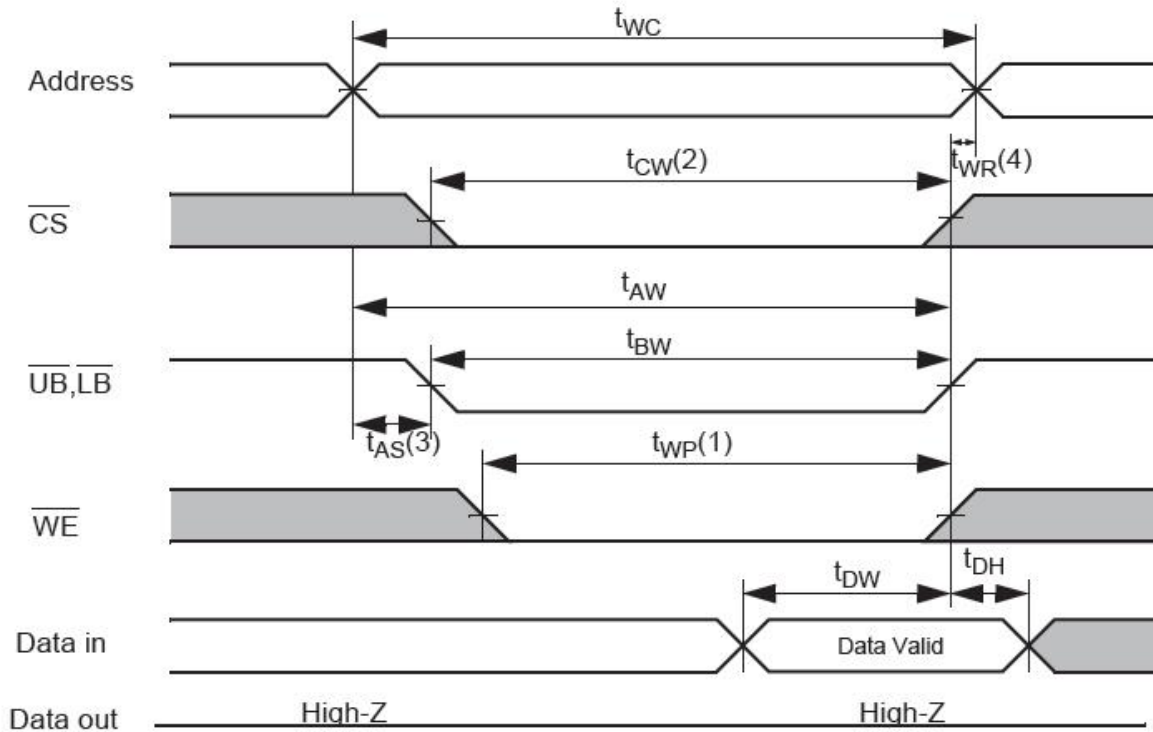 tWC
Address
tCW(2)
tWR(4)
CS
tAW
tBW
UB,LB
tAS(3)
tWP(1)
WE
tDW
tDH
Data in
Data Valid
Data out
High-Z
High-Z